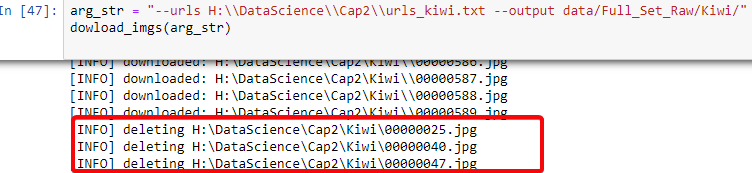 In [47]: arg_str = "--urls H:\\DataScience\\Cap2\\urls_kiwi.txt --output data/Full_Set_Raw/Kiwi/"
dowload_imgs(arg_str)
[INFO] downloaded: H:\DataScience\Cap2\Kiwi\\00000586.jpg
[INFO] downloaded: H:\DataScience\Cap2\Kiwi\\00000587.jpg
[INFO] downloaded: H:\DataScience\Cap2\Kiwi\\00000588.jpg
[INFO] downloaded: H:\DataScience\Cap2\Kiwi\\00000589.jpg
[INFO] deleting H:\DataScience\Cap2\Kiwi\00000025.jpg
[INFO] deleting H:\DataScience\Cap2\Kiwi\00000040.jpg
[INFO] deleting H:\DataScience\Cap2\Kiwi\00000047.jpg